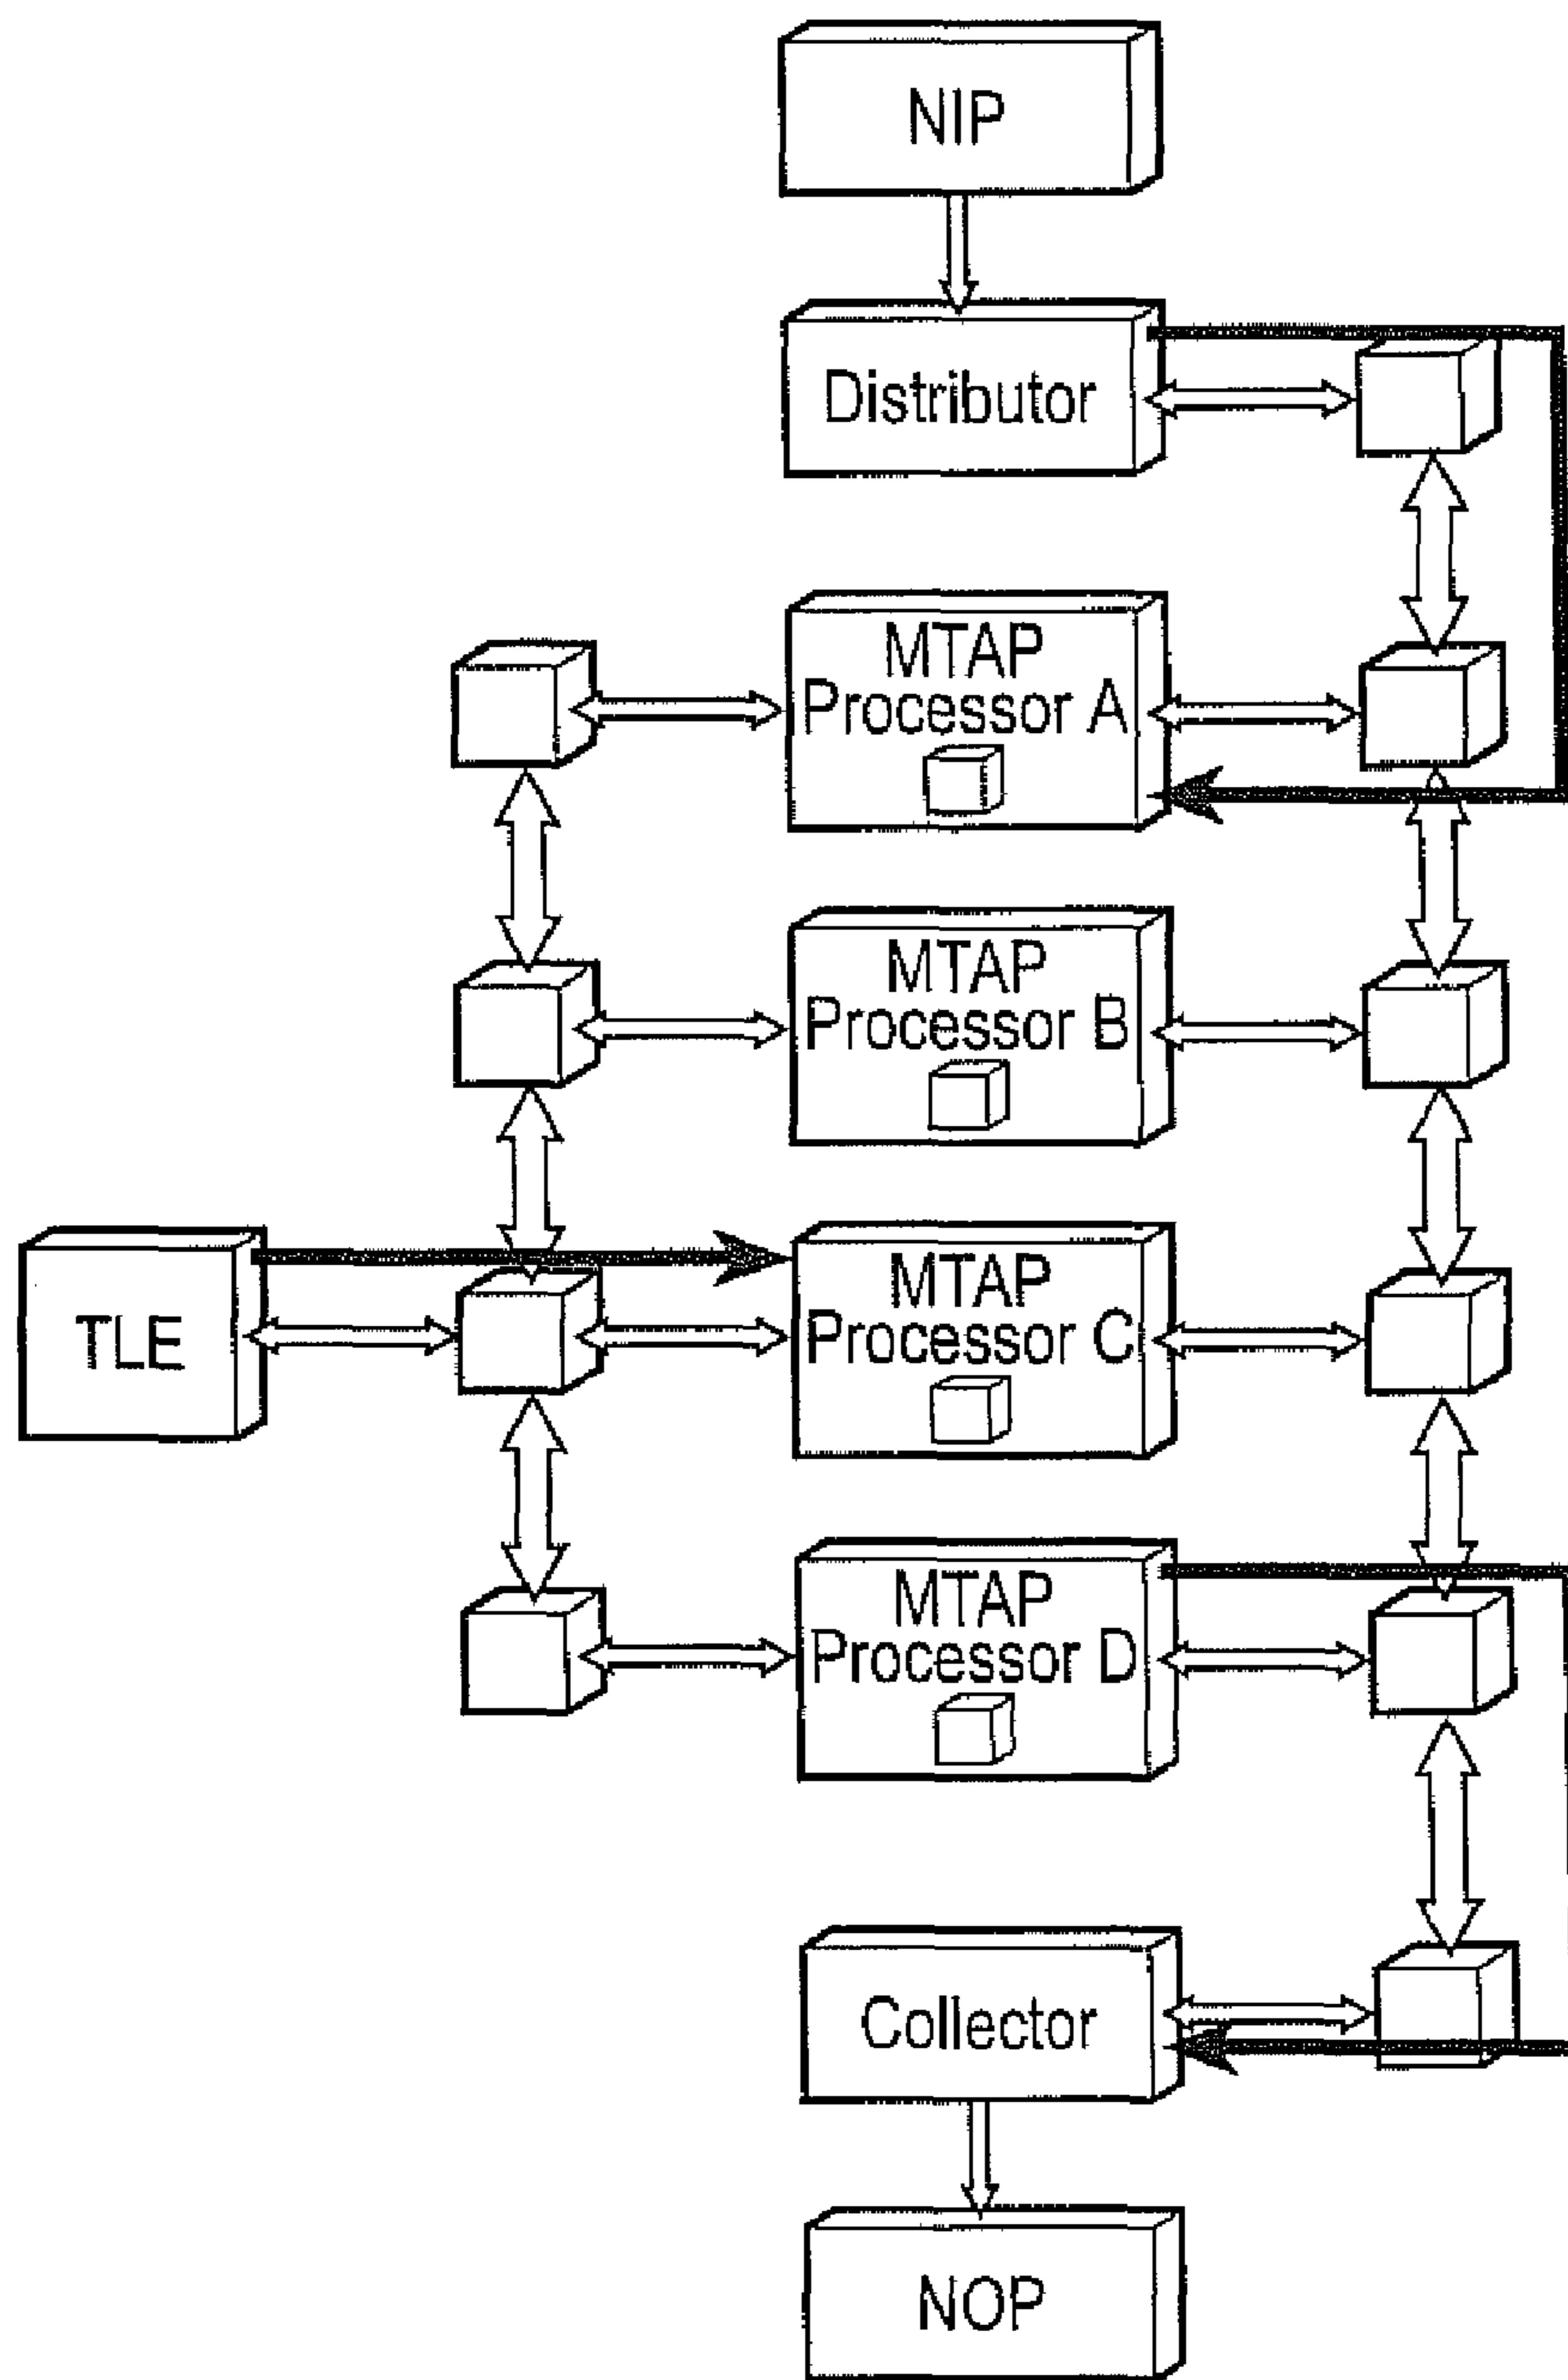 NIP
Distributor
MTAP
Processor A
MTAP
Processor B
TLE
MTAP
Processor C
MTAP
Processor D
Collector
NOP